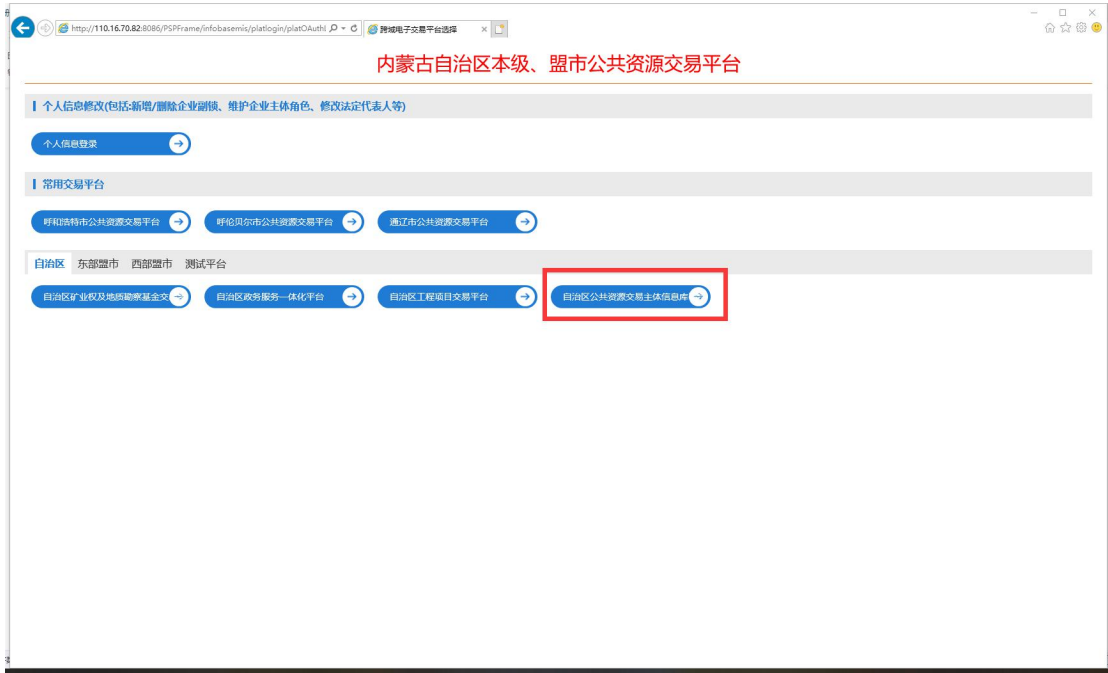 http://110.16.70.82:8086/PSPFrame/infobasemis/platlogin/platOAuthl
跨域电子交易平台选择
内蒙古自治区本级、盟市公共资源交易平台
个人信息修改(包括:新增/删除企业副锁、维护企业主体角色、修改法定代表人等)
个人信息登录
常用交易平台
呼和浩特市公共资源交易平台 呼伦贝尔市公共资源交易平台 通辽市公共资源交易平台
自治区 东部盟市 西部盟市 测试平台
自治区矿业权及地质勘察基金交 自治区政务服务一体化平台 自治区工程项目交易平台 自治区公共资源交易主体信息库